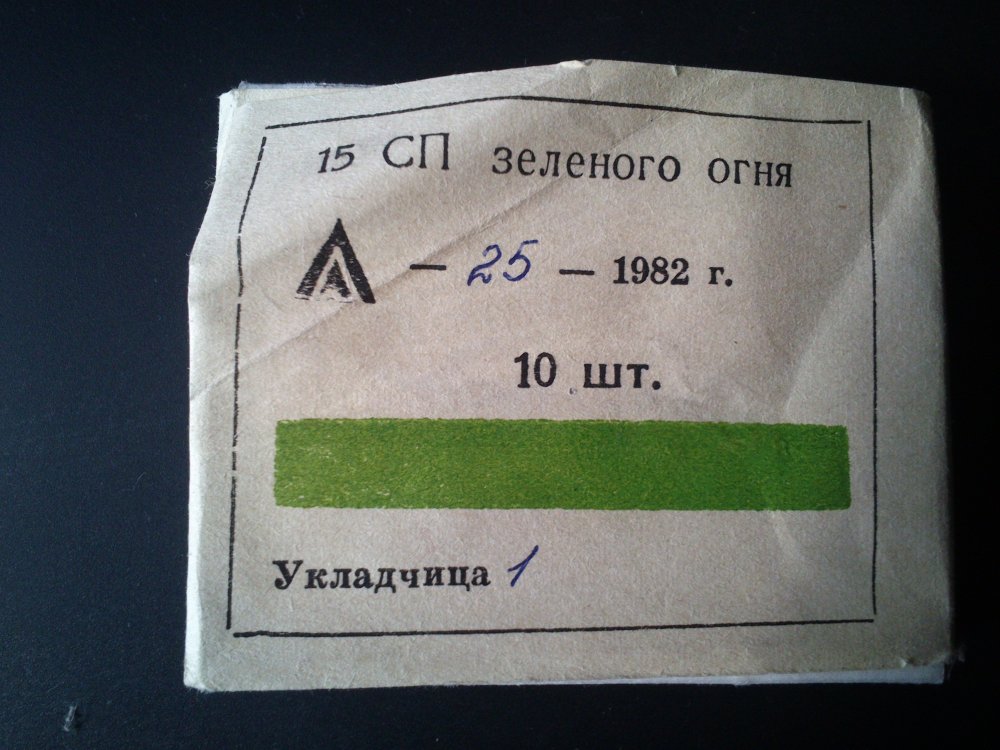 15 СП зеленого огня
— 25 — 1982 г.
10 шт.
Укладчица 1